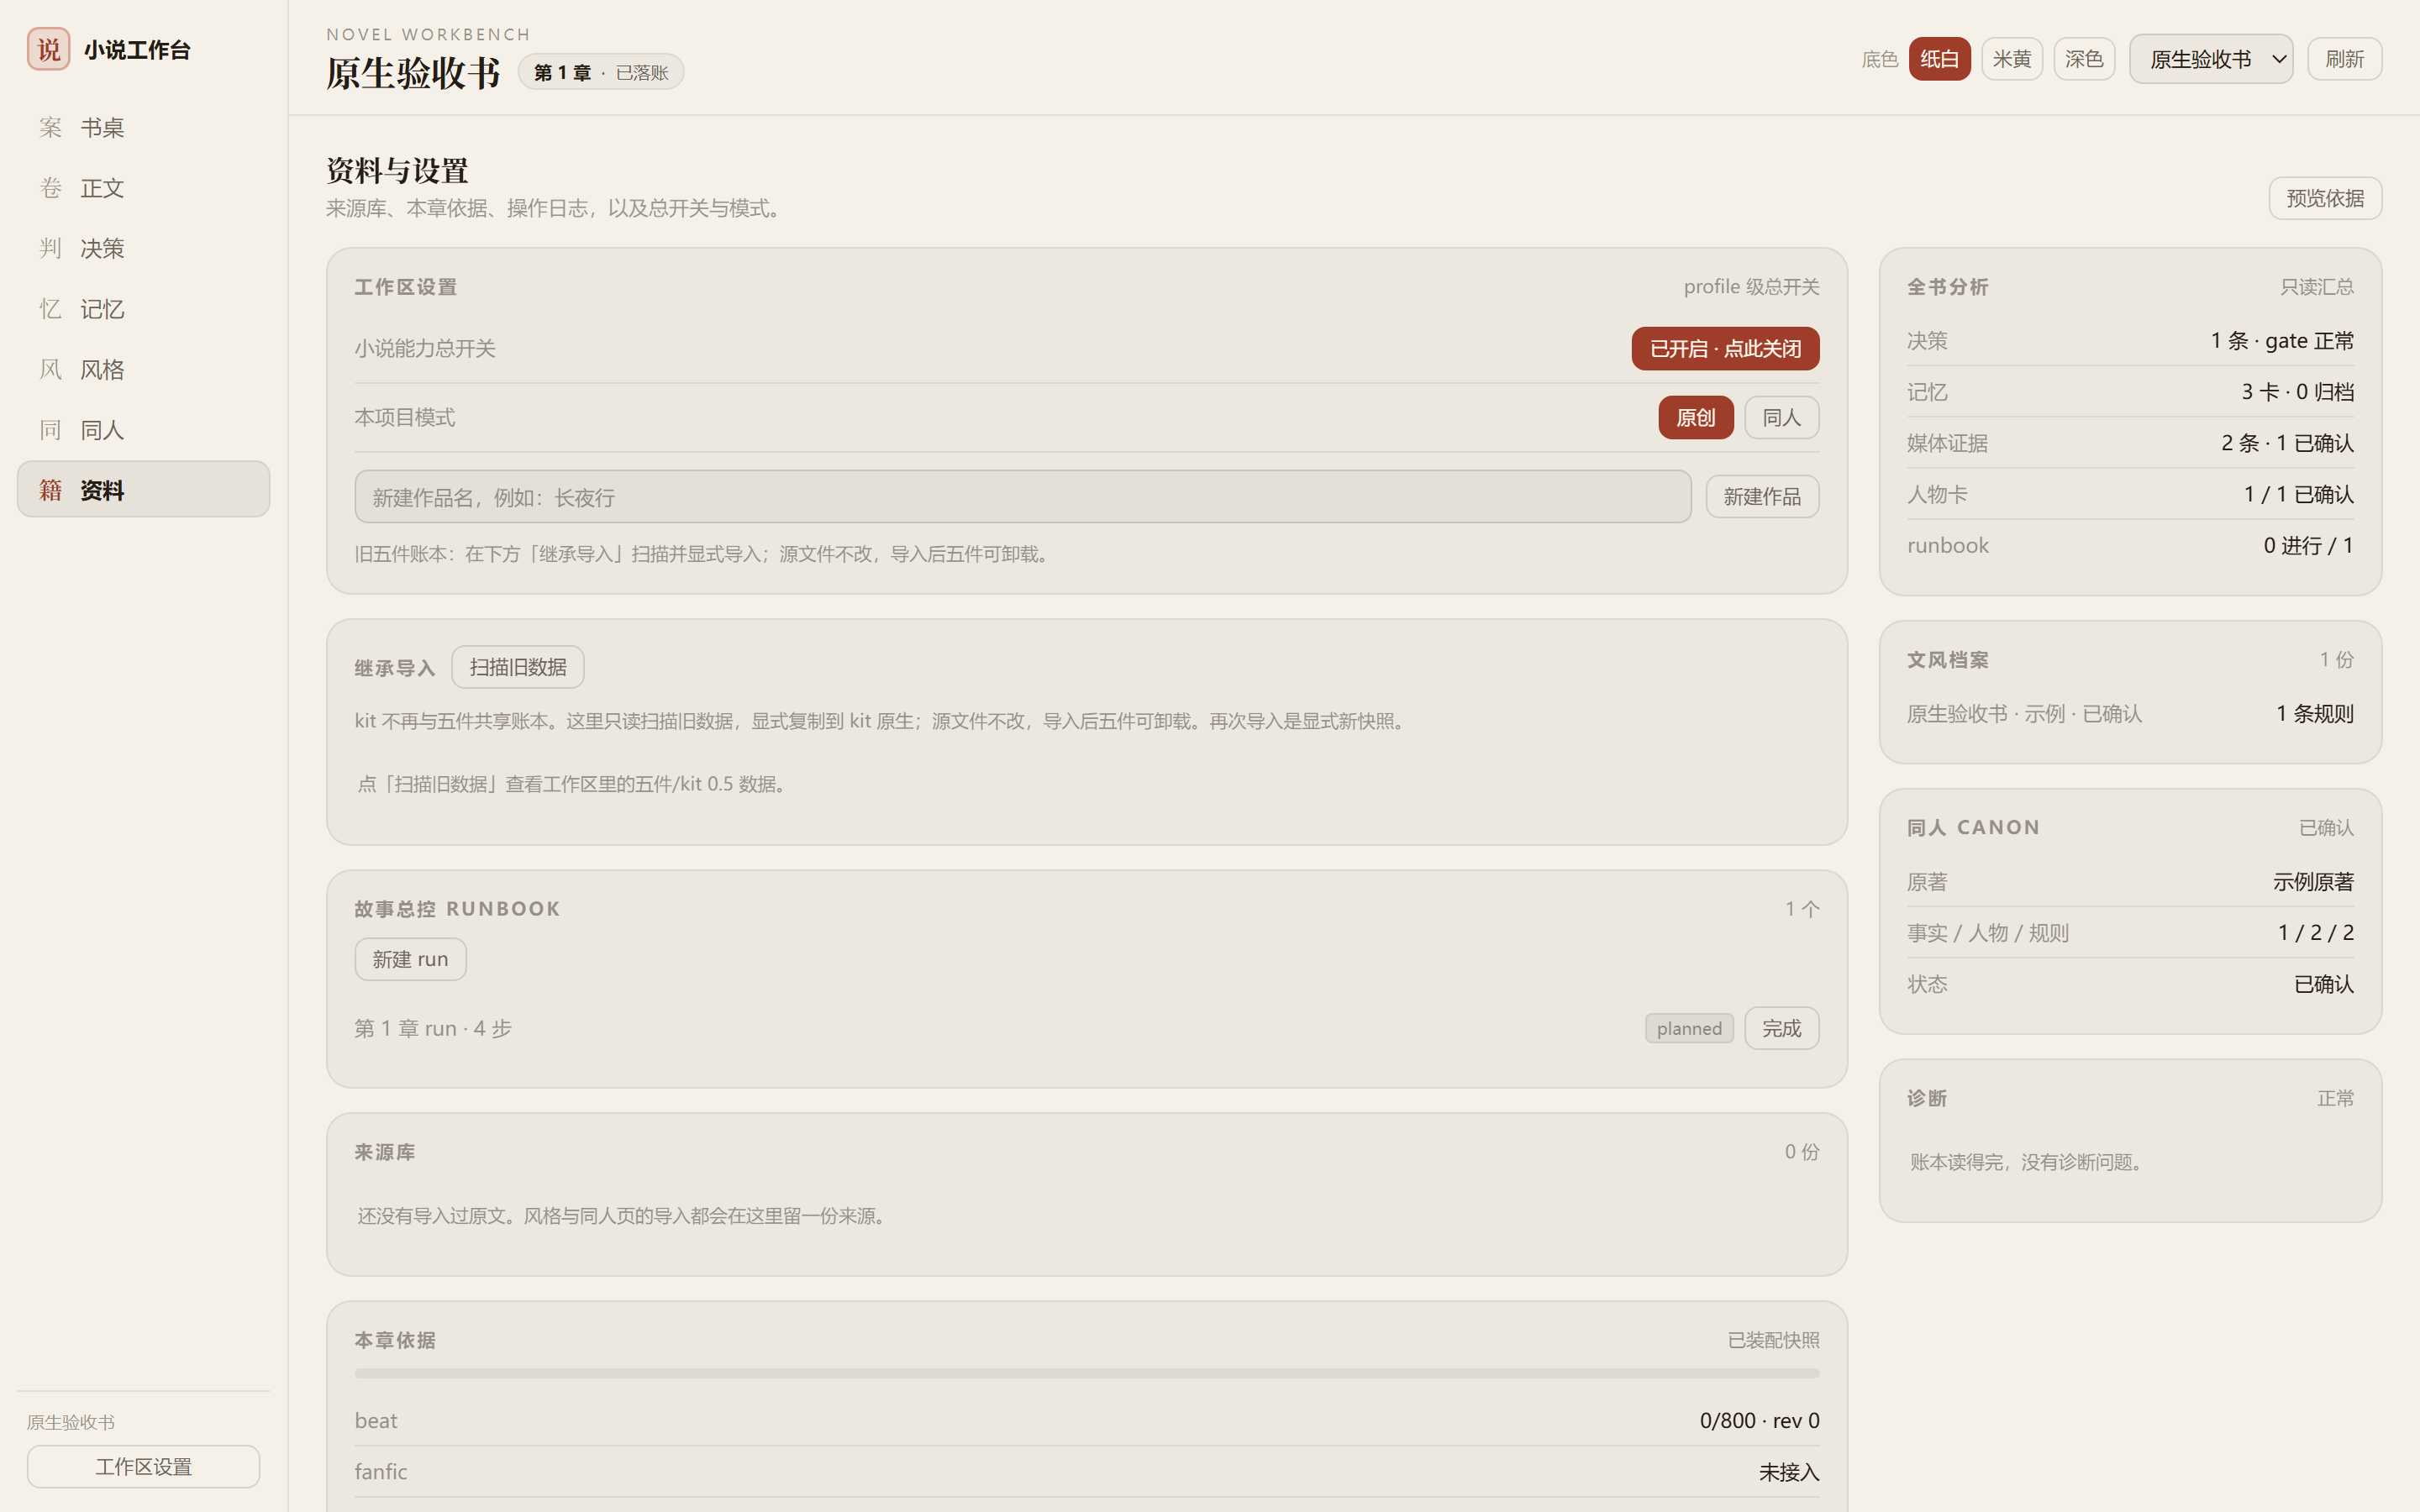 说 小说工作台
案 书桌
卷 正文
判 决策
忆 记忆
风 风格
同 同人
籍 资料
原生验收书
工作区设置
NOVEL WORKBENCH
原生验收书 第 1 章 · 已落账
底色 纸白 米黄 深色 原生验收书 刷新
资料与设置
来源库、本章依据、操作日志，以及总开关与模式。
预览依据
工作区设置 profile 级总开关
小说能力总开关 已开启 · 点此关闭
本项目模式 原创 同人
新建作品名，例如：长夜行 新建作品
旧五件账本：在下方「继承导入」扫描并显式导入；源文件不改，导入后五件可卸载。
继承导入 扫描旧数据
kit 不再与五件共享账本。这里只读扫描旧数据，显式复制到 kit 原生；源文件不改，导入后五件可卸载。再次导入是显式新快照。
点「扫描旧数据」查看工作区里的五件/kit 0.5 数据。
故事总控 RUNBOOK 1 个
新建 run
第 1 章 run · 4 步 planned 完成
来源库 0 份
还没有导入过原文。风格与同人页的导入都会在这里留一份来源。
本章依据 已装配快照
beat 0/800 · rev 0
fanfic 未接入
全书分析 只读汇总
决策 1 条 · gate 正常
记忆 3 卡 · 0 归档
媒体证据 2 条 · 1 已确认
人物卡 1 / 1 已确认
runbook 0 进行 / 1
文风档案 1 份
原生验收书 · 示例 · 已确认 1 条规则
同人 CANON 已确认
原著 示例原著
事实 / 人物 / 规则 1 / 2 / 2
状态 已确认
诊断 正常
账本读得完，没有诊断问题。